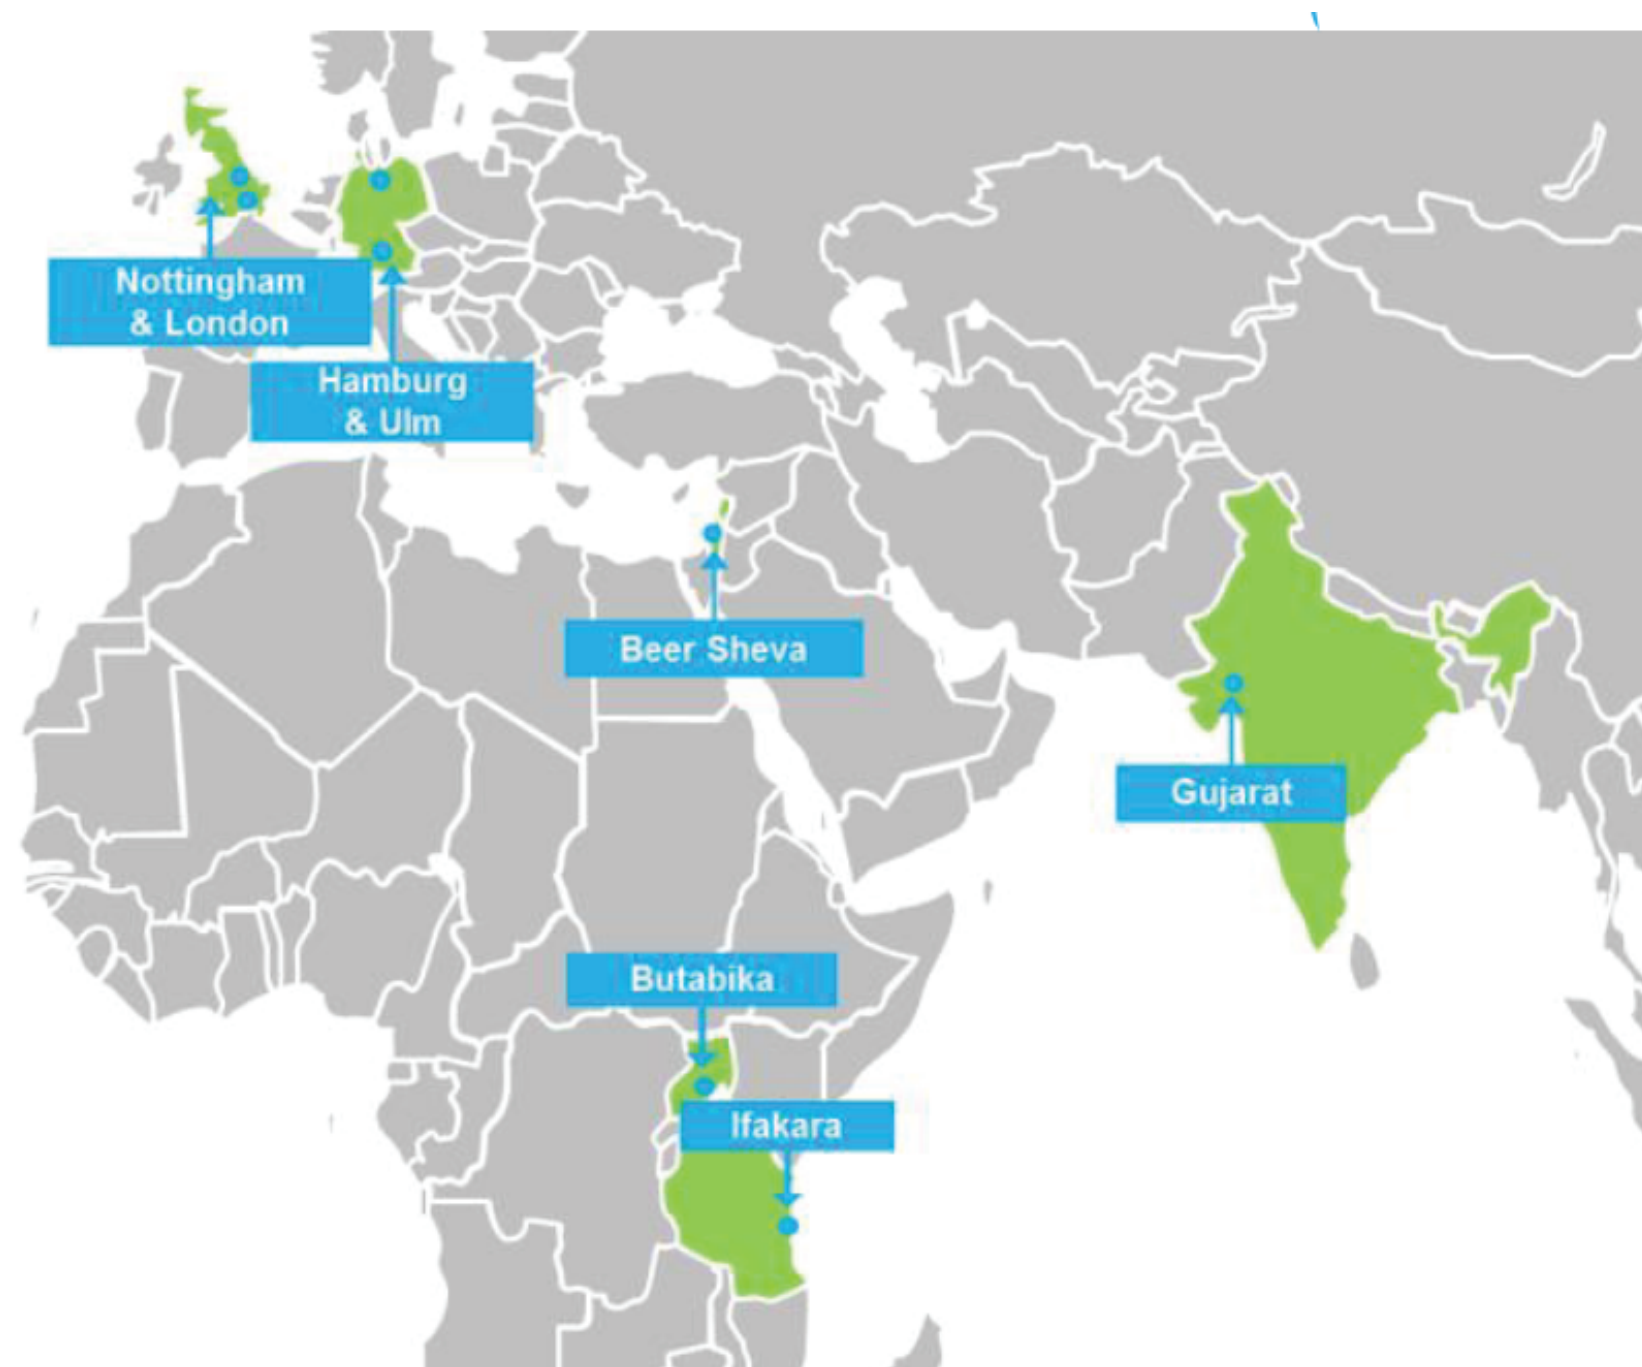 Nottingham
& London
Hamburg
& Ulm
Beer Sheva
Gujarat
Butabika
Ifakara